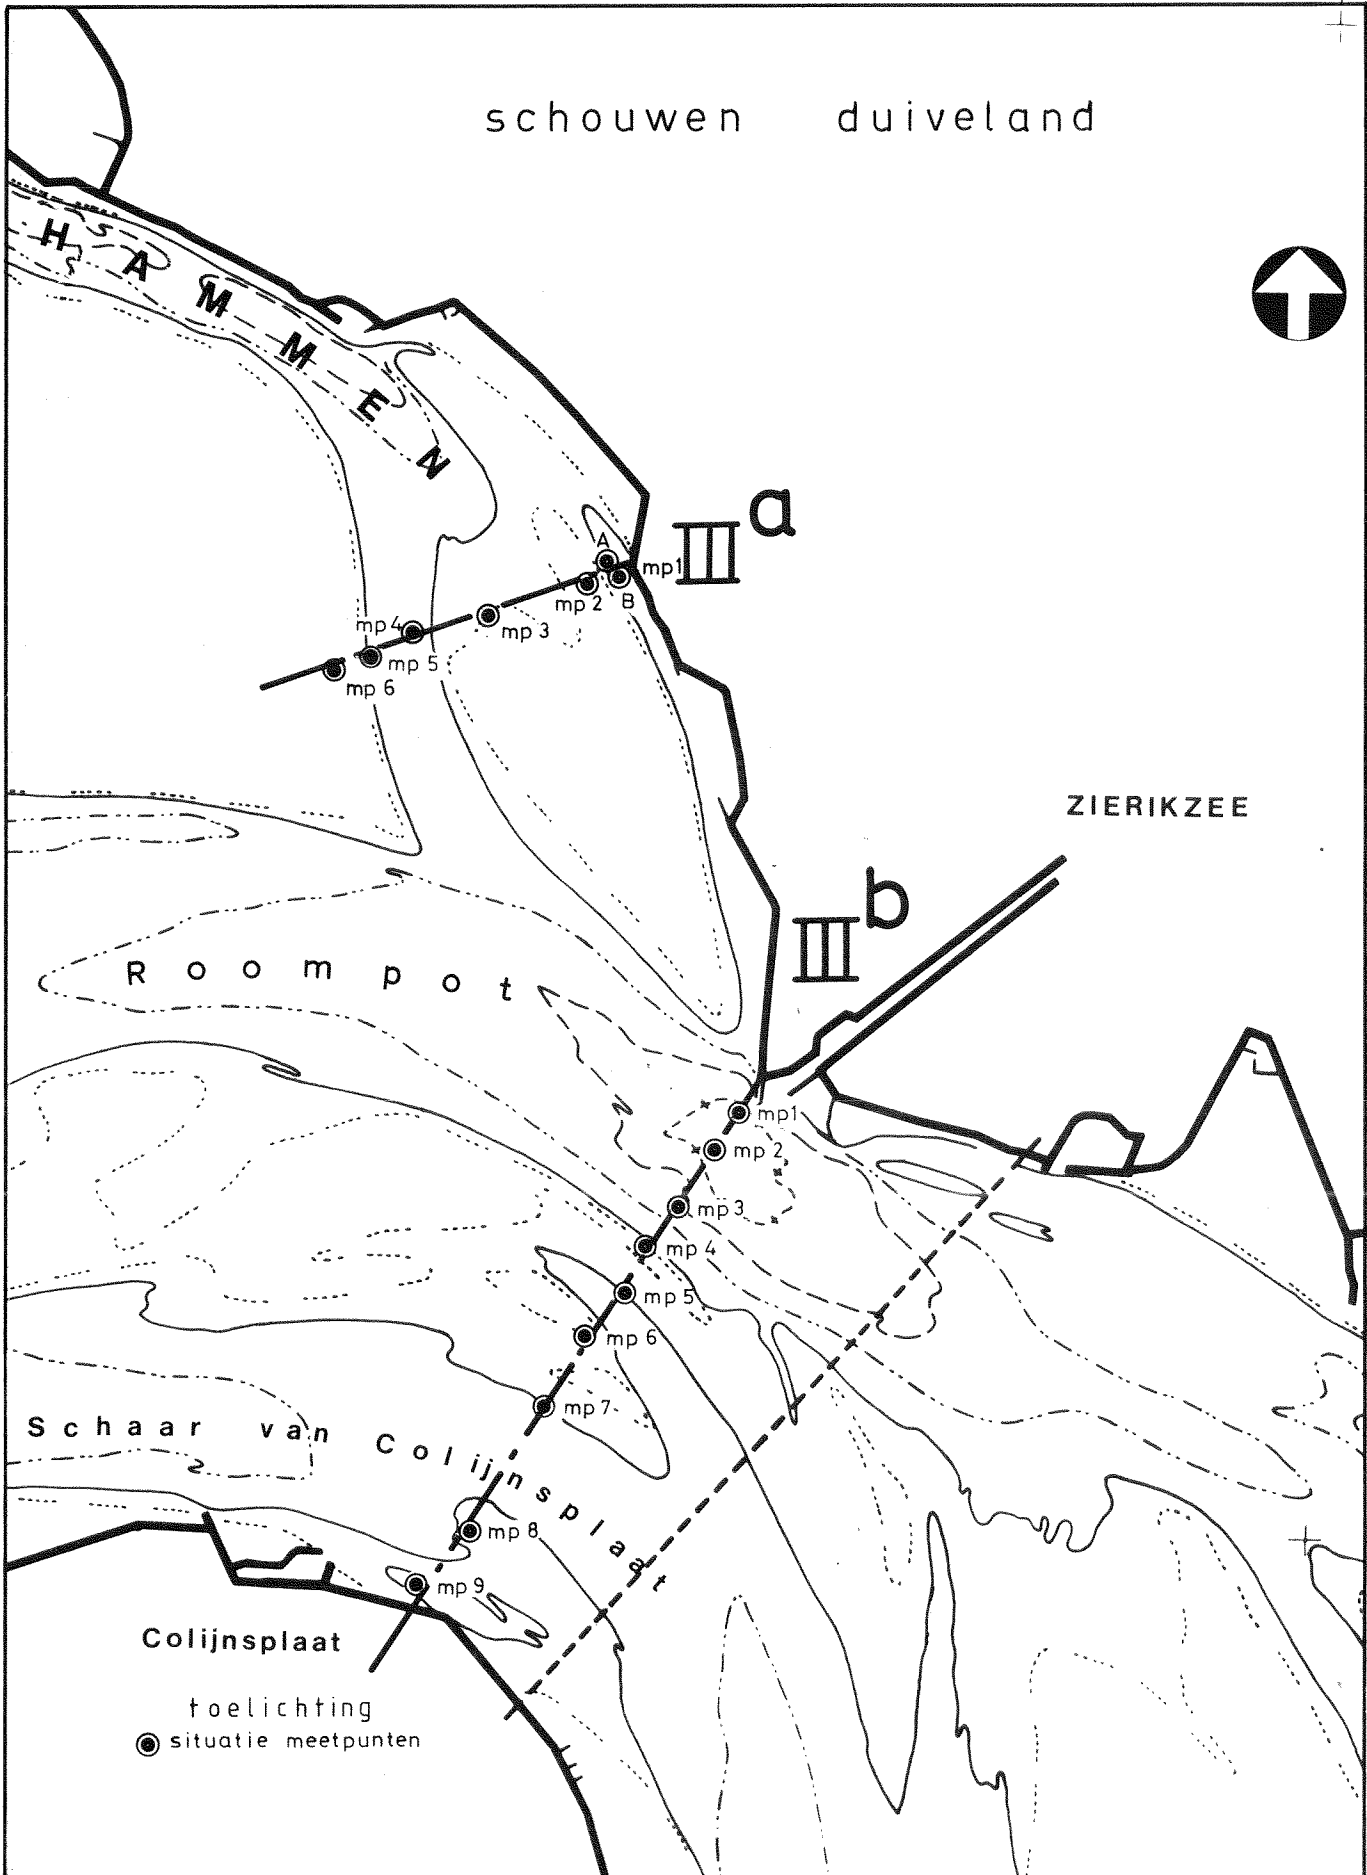 schouwen duiveland
HAMMEN
III a
A
mp1
B
mp 2
mp 3
mp 4
mp 5
mp 6
ZIERIKZEE
III b
Roompot
mp1
mp 2
mp 3
mp 4
mp 5
mp 6
mp 7
Schaar van Colijnsplaat
mp 8
mp 9
Colijnsplaat
toelichting
situatie meetpunten